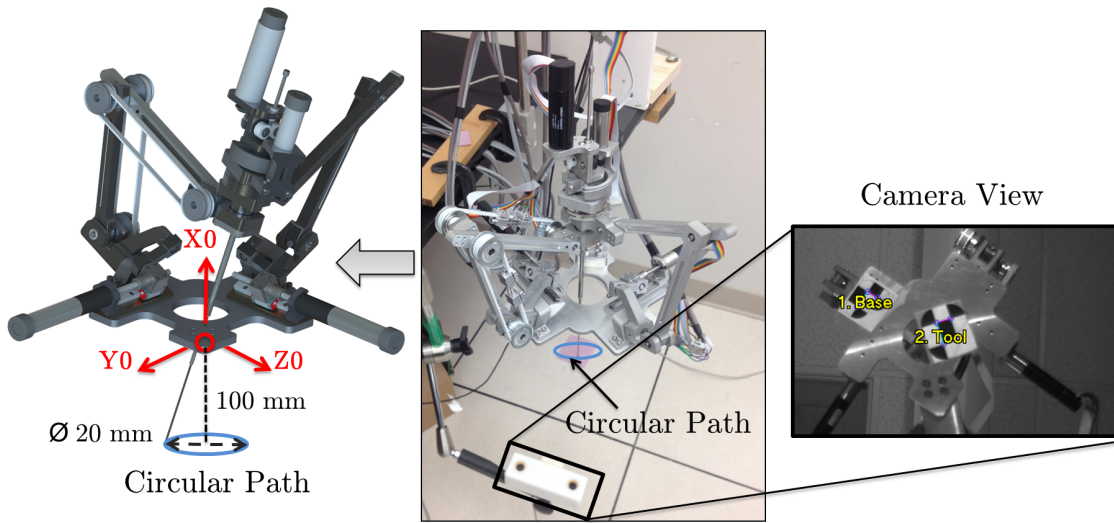 X0
Y0
Z0
100 mm
Ø 20 mm
Circular Path
Circular Path
Camera View
1. Base
2. Tool